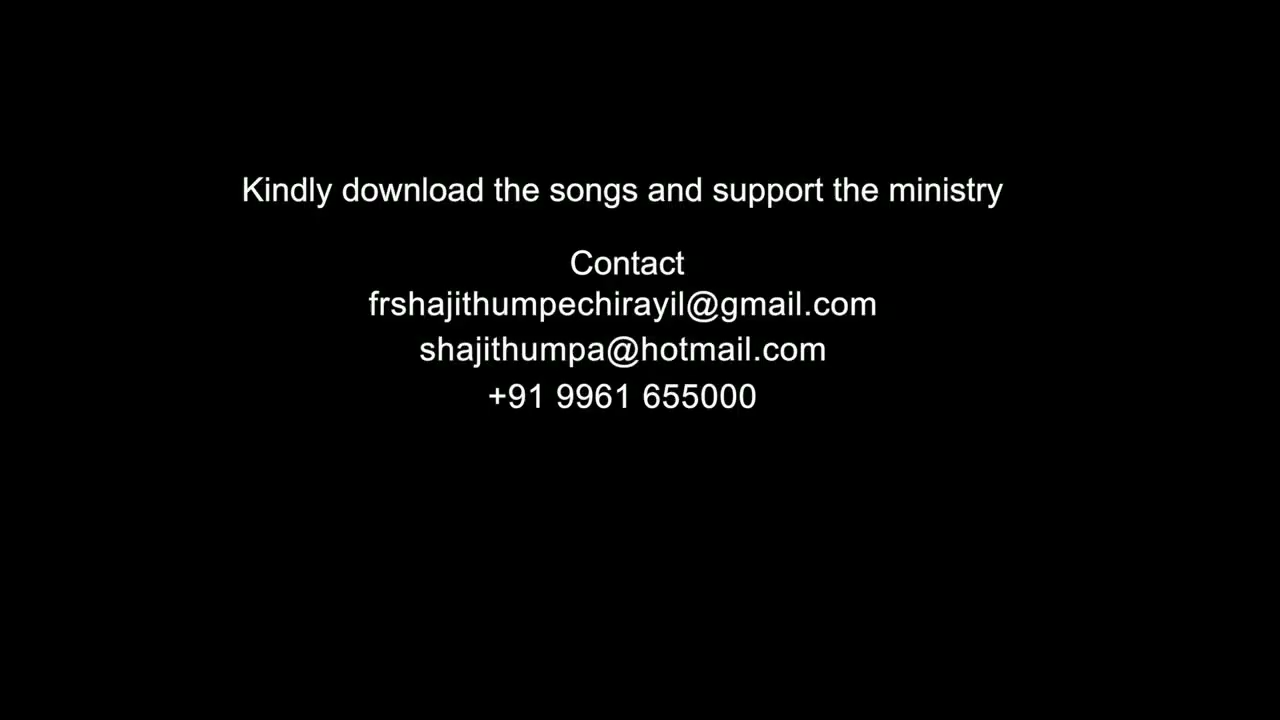 Kindly download the songs and support the ministry
Contact
frshajithumpechirayil@gmail.com
shajithumpa@hotmail.com
+91 9961 655000